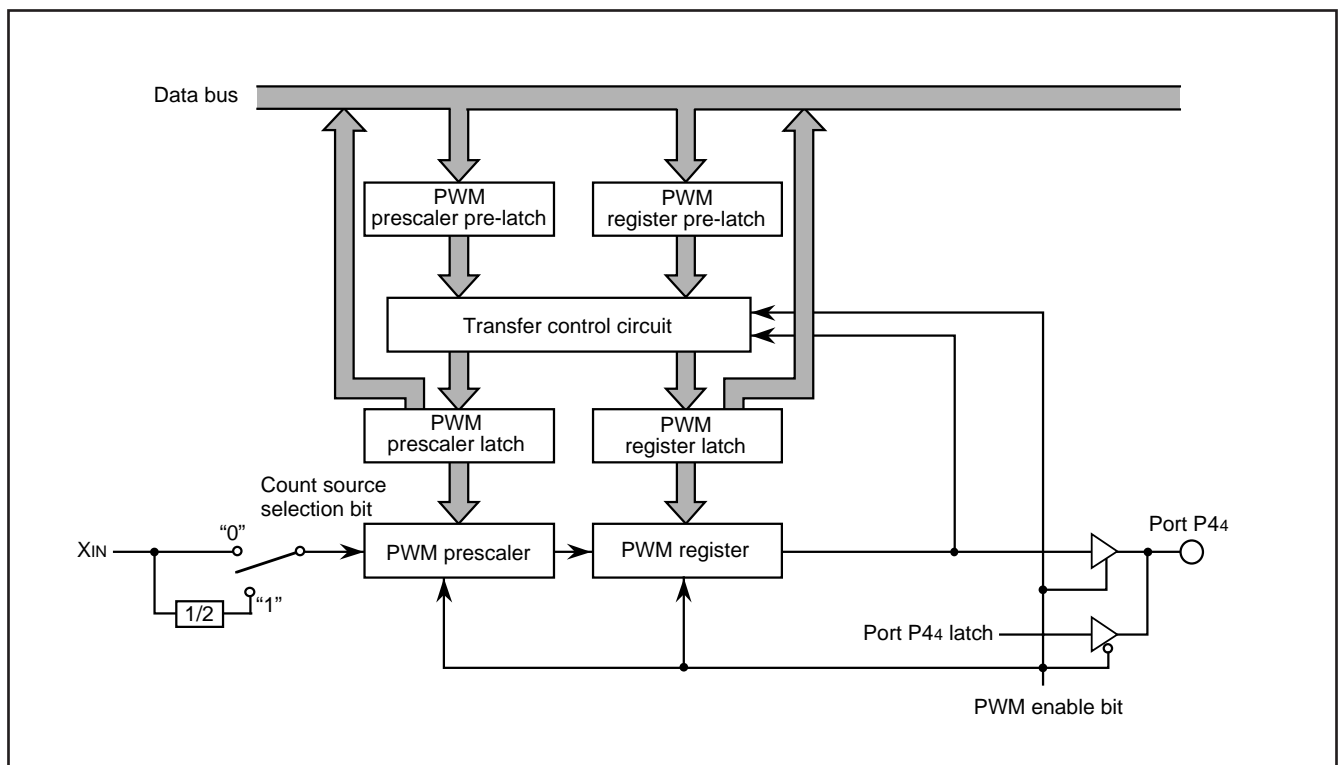 Data bus
PWM
prescaler pre-latch
PWM
register pre-latch
Transfer control circuit
PWM
prescaler latch
PWM
register latch
Count source
selection bit
“0”
XIN
PWM prescaler
PWM register
Port P44
“1”
1/2
Port P44 latch
PWM enable bit